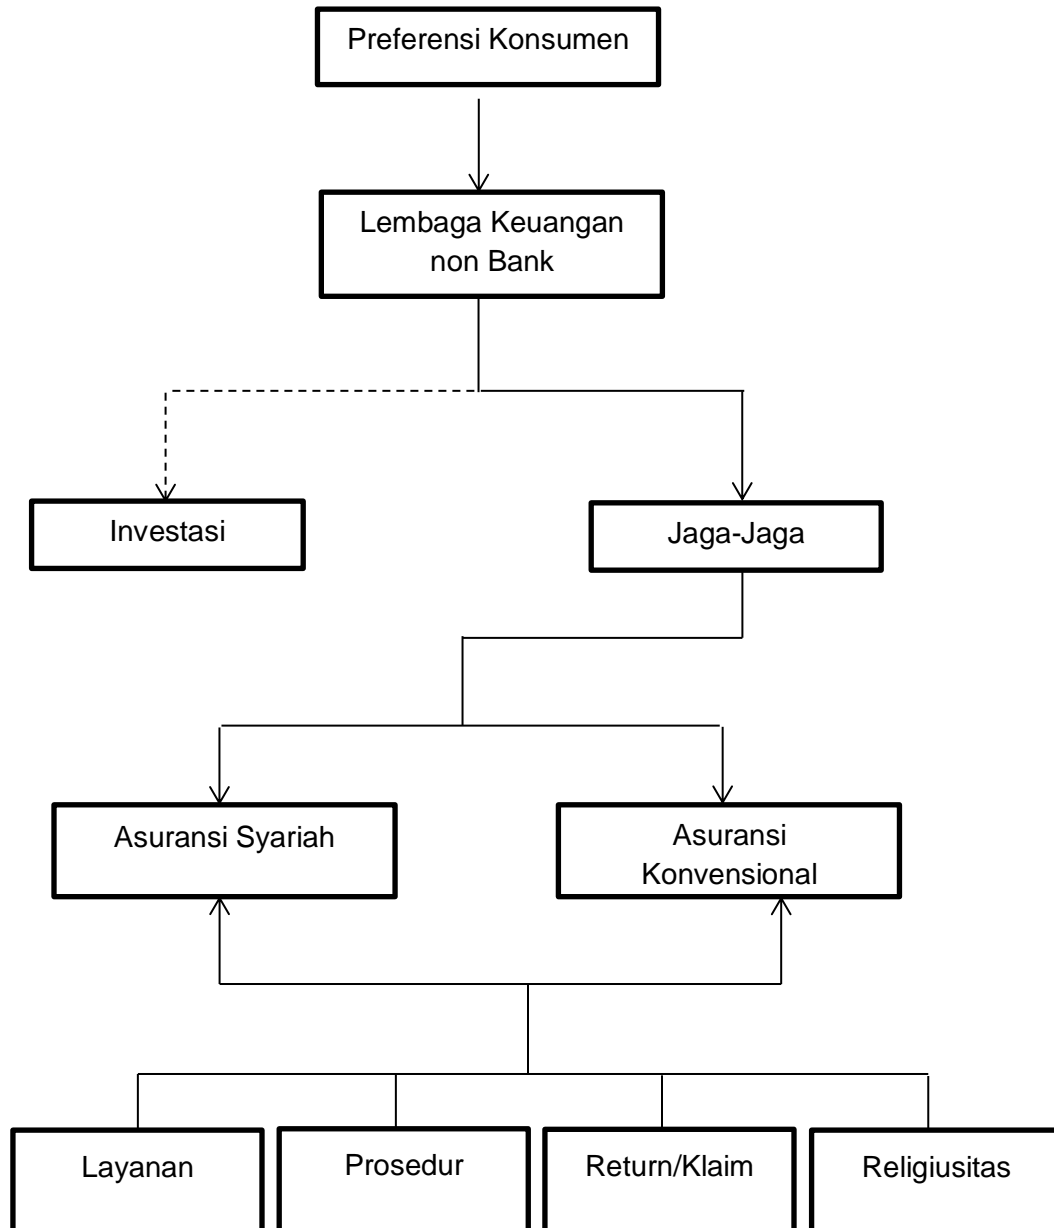 Preferensi Konsumen
Lembaga Keuangan
non Bank
Investasi
Jaga-Jaga
Asuransi Syariah
Asuransi
Konvensional
Layanan
Prosedur
Return/Klaim
Religiusitas